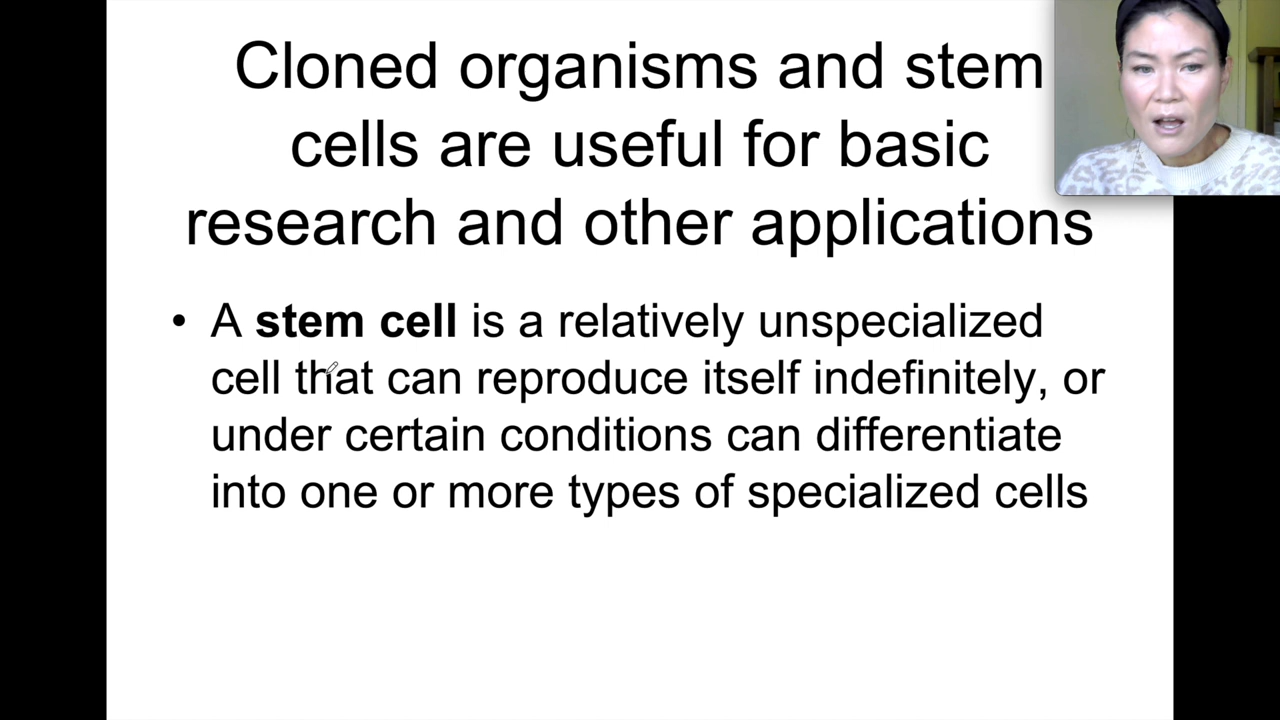 Cloned organisms and stem
cells are useful for basic
research and other applications
• A stem cell is a relatively unspecialized
cell that can reproduce itself indefinitely, or
under certain conditions can differentiate
into one or more types of specialized cells